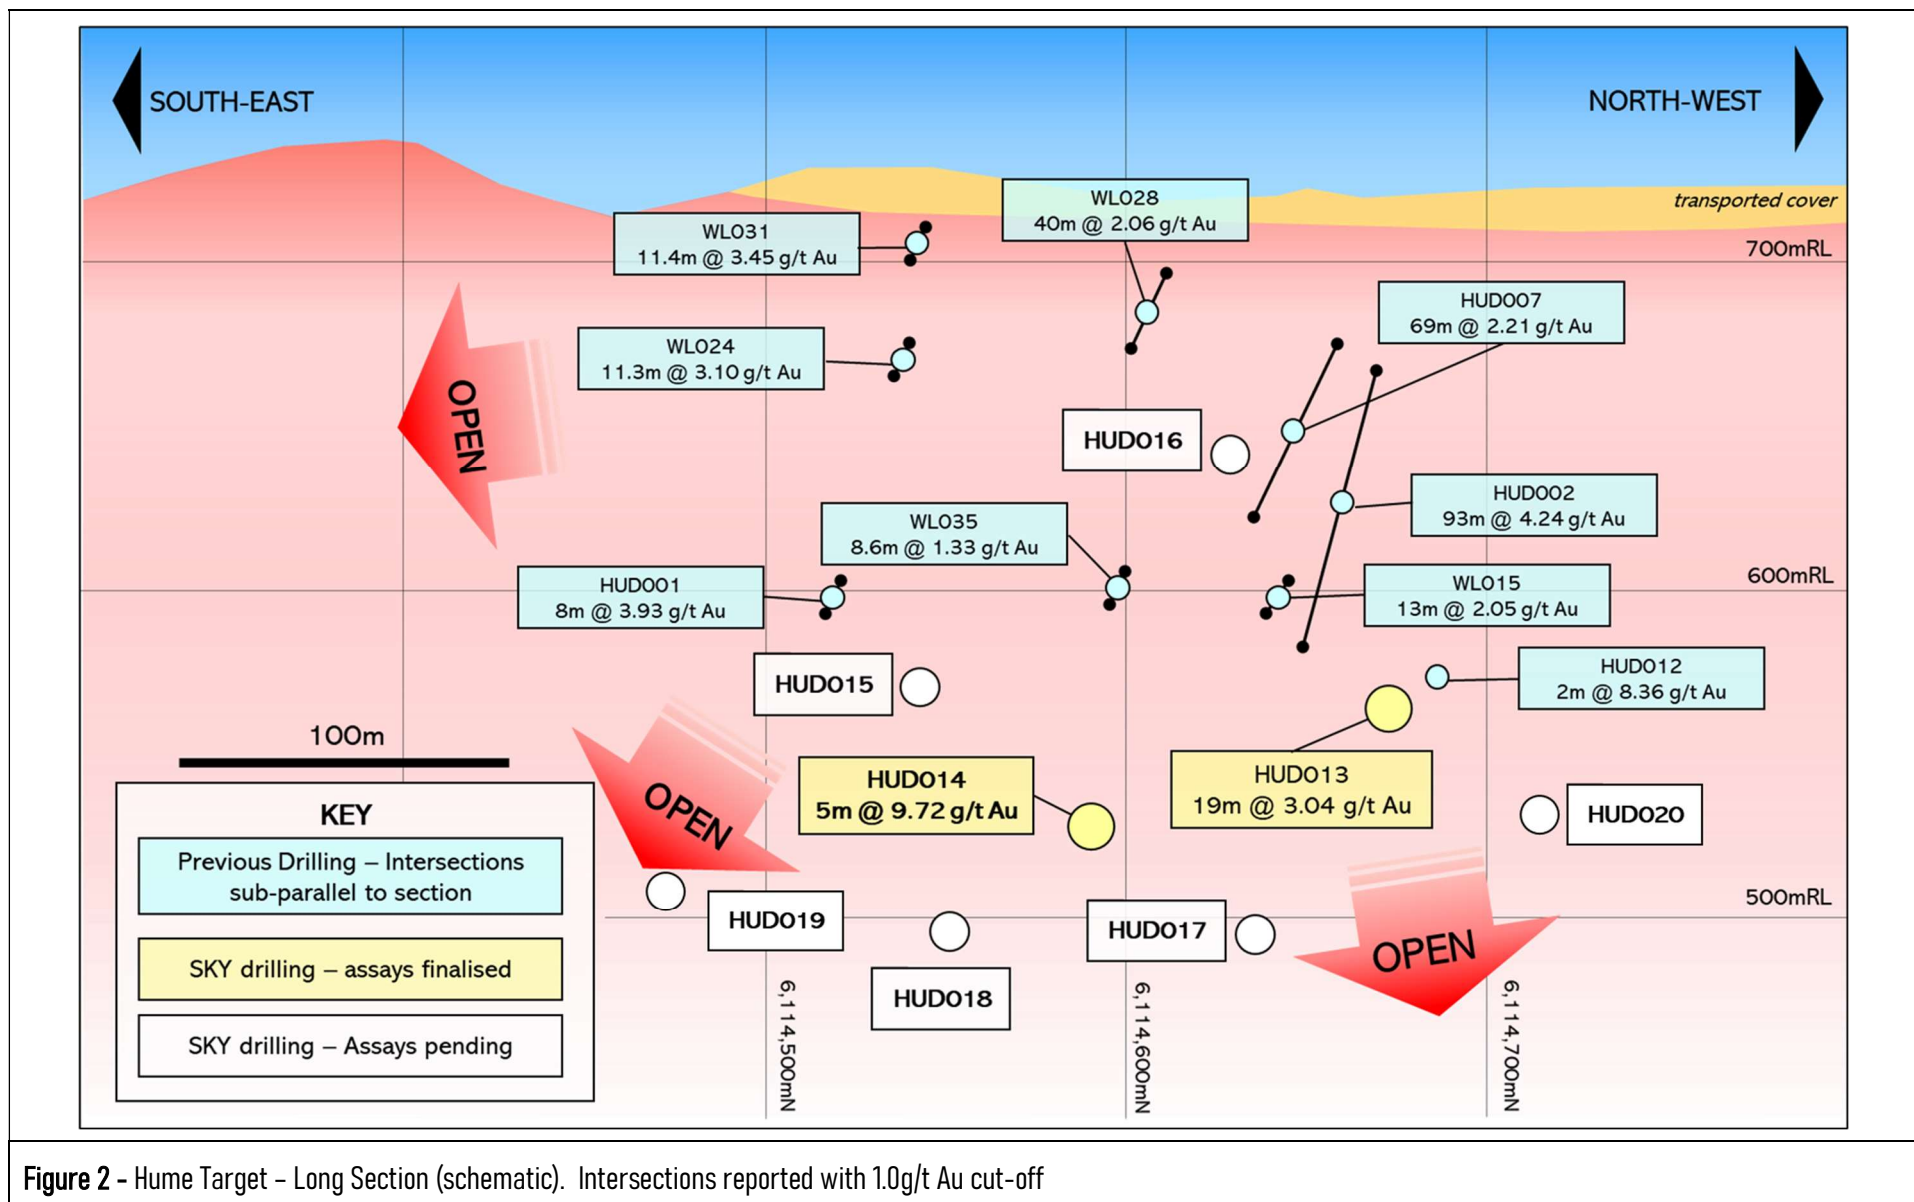 SOUTH-EAST
NORTH-WEST
transported cover
WL028
40m @ 2.06 g/t Au
WL031
11.4m @ 3.45 g/t Au
700mRL
HUD007
69m @ 2.21 g/t Au
WL024
11.3m @ 3.10 g/t Au
OPEN
HUD016
HUD002
93m @ 4.24 g/t Au
WL035
8.6m @ 1.33 g/t Au
HUD001
8m @ 3.93 g/t Au
WL015
13m @ 2.05 g/t Au
600mRL
HUD015
HUD012
2m @ 8.36 g/t Au
100m
OPEN
HUD014
5m @ 9.72 g/t Au
HUD013
19m @ 3.04 g/t Au
HUD020
KEY
Previous Drilling – Intersections
sub-parallel to section
SKY drilling – assays finalised
SKY drilling – Assays pending
HUD019
HUD018
HUD017
OPEN
500mRL
6,114,500mN
6,114,600mN
6,114,700mN
Figure 2 - Hume Target – Long Section (schematic). Intersections reported with 1.0g/t Au cut-off